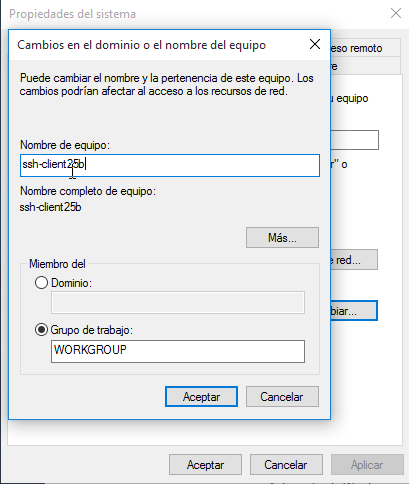 Propiedades del sistema
Cambios en el dominio o el nombre del equipo
eso remoto
re
Puede cambiar el nombre y la pertenencia de este equipo. Los
cambios podrían afectar al acceso a los recursos de red.
u equipo
Nombre de equipo:
ssh-client25b
" o
Nombre completo de equipo:
ssh-client25b
Más...
e red...
Miembro del
Dominio:
biar...
Grupo de trabajo:
WORKGROUP
Aceptar
Cancelar
Aceptar
Cancelar
Aplicar